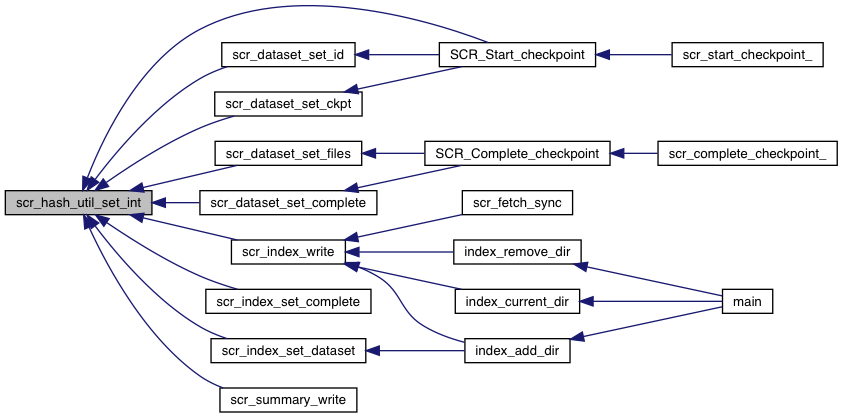 scr_dataset_set_id
SCR_Start_checkpoint
scr_start_checkpoint_
scr_dataset_set_ckpt
scr_dataset_set_files
SCR_Complete_checkpoint
scr_complete_checkpoint_
scr_hash_util_set_int
scr_dataset_set_complete
scr_fetch_sync
scr_index_write
index_remove_dir
scr_index_set_complete
index_current_dir
main
scr_index_set_dataset
index_add_dir
scr_summary_write